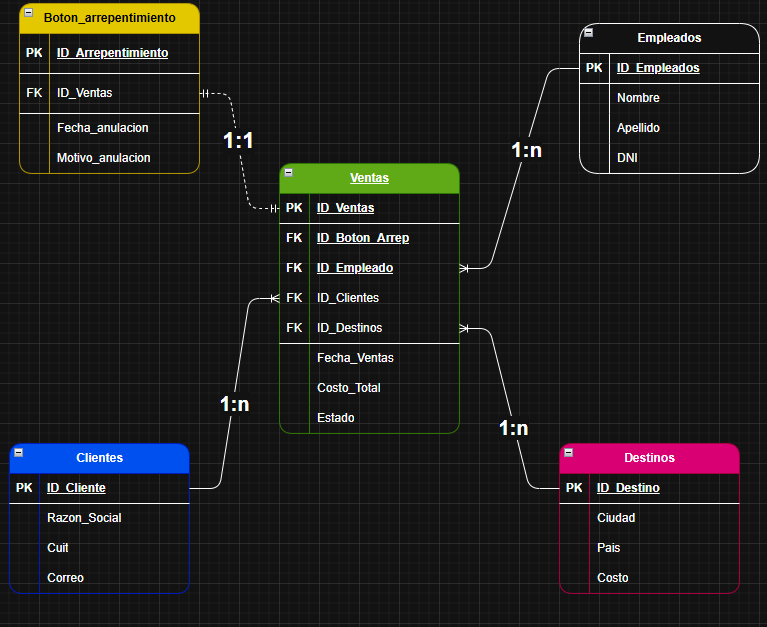 Boton_arrepentimiento
PK ID_Arrepentimiento
FK ID_Ventas
Fecha_anulacion
Motivo_anulacion
Empleados
PK ID_Empleados
Nombre
Apellido
DNI
1:1
1:n
Ventas
PK ID_Ventas
FK ID_Boton_Arrep
FK ID_Empleado
FK ID_Clientes
FK ID_Destinos
Fecha_Ventas
Costo_Total
Estado
1:n
1:n
Clientes
PK ID_Cliente
Razon_Social
Cuit
Correo
Destinos
PK ID_Destino
Ciudad
Pais
Costo